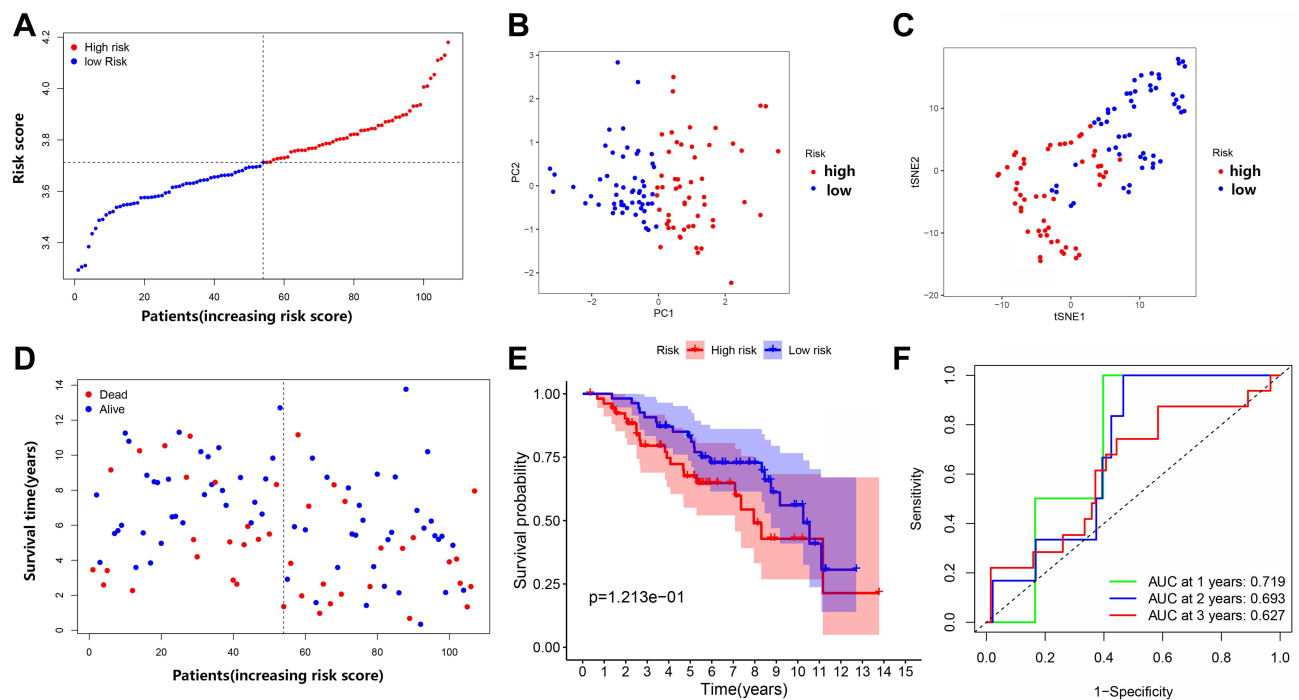 A
High risk
low Risk
Risk score
4.2
4.0
3.8
3.6
3.4
0
20
40
60
80
100
Patients(increasing risk score)
B
PC2
3
2
1
0
−1
−2
−2
0
2
PC1
Risk
high
low
C
tSNE2
10
0
−10
−20
−10
0
10
tSNE1
Risk
high
low
D
Dead
Alive
Survival time(years)
14
12
10
8
6
4
2
0
0
20
40
60
80
100
Patients(increasing risk score)
E
Risk High risk Low risk
Survival probability
1.00
0.75
0.50
0.25
0.00
p=1.213e−01
0 1 2 3 4 5 6 7 8 9 10 11 12 13 14 15
Time(years)
F
Sensitivity
1.0
0.8
0.6
0.4
0.2
0.0
AUC at 1 years: 0.719
AUC at 2 years: 0.693
AUC at 3 years: 0.627
0.0 0.2 0.4 0.6 0.8 1.0
1−Specificity